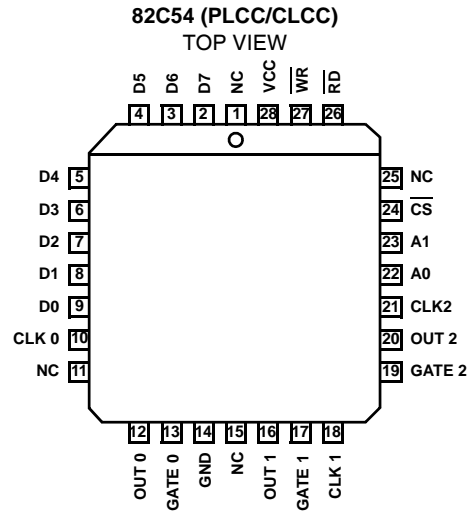 82C54 (PLCC/CLCC)
TOP VIEW
D5 D6 D7 NC VCC WR RD
4 3 2 1 28 27 26
D4 5 25 NC
D3 6 24 CS
D2 7 23 A1
D1 8 22 A0
D0 9 21 CLK2
CLK 0 10 20 OUT 2
NC 11 19 GATE 2
12 13 14 15 16 17 18
OUT 0 GATE 0 GND NC OUT 1 GATE 1 CLK 1